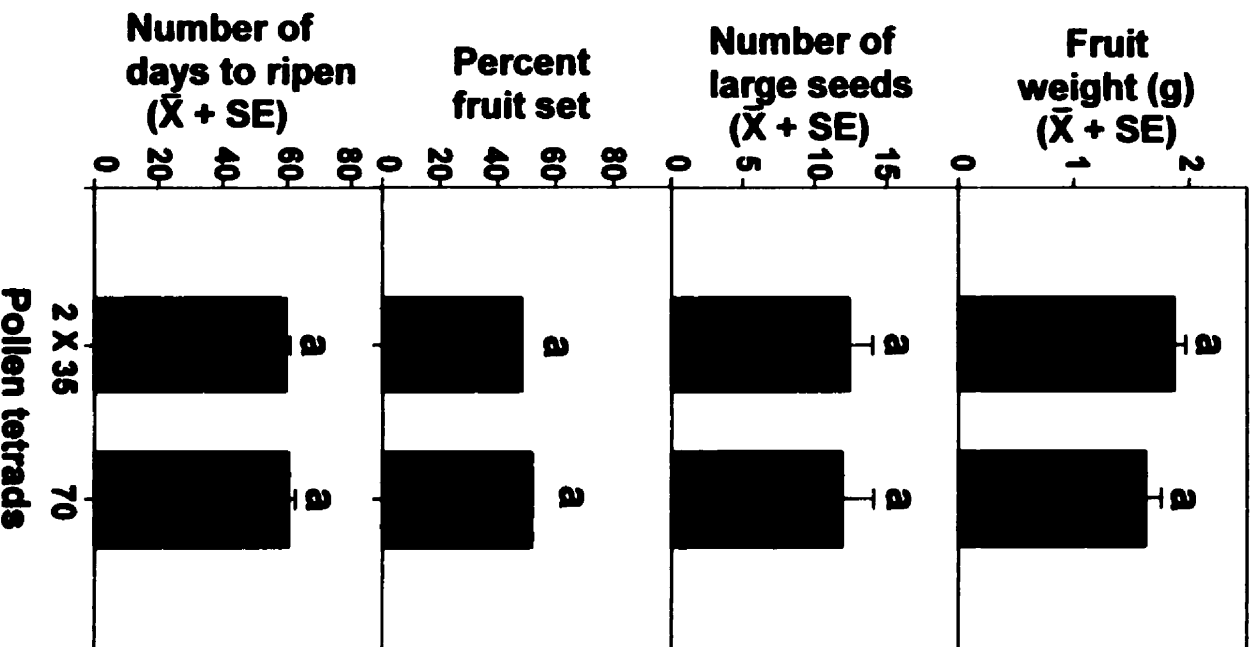 Fruit
weight (g)
(X̄ + SE)
2
1
0
a
a
Number of
large seeds
(X̄ + SE)
15
10
5
0
a
a
Percent
fruit set
80
60
40
20
0
a
a
Number of
days to ripen
(X̄ + SE)
80
60
40
20
0
a
a
2 X 35
70
Pollen tetrads